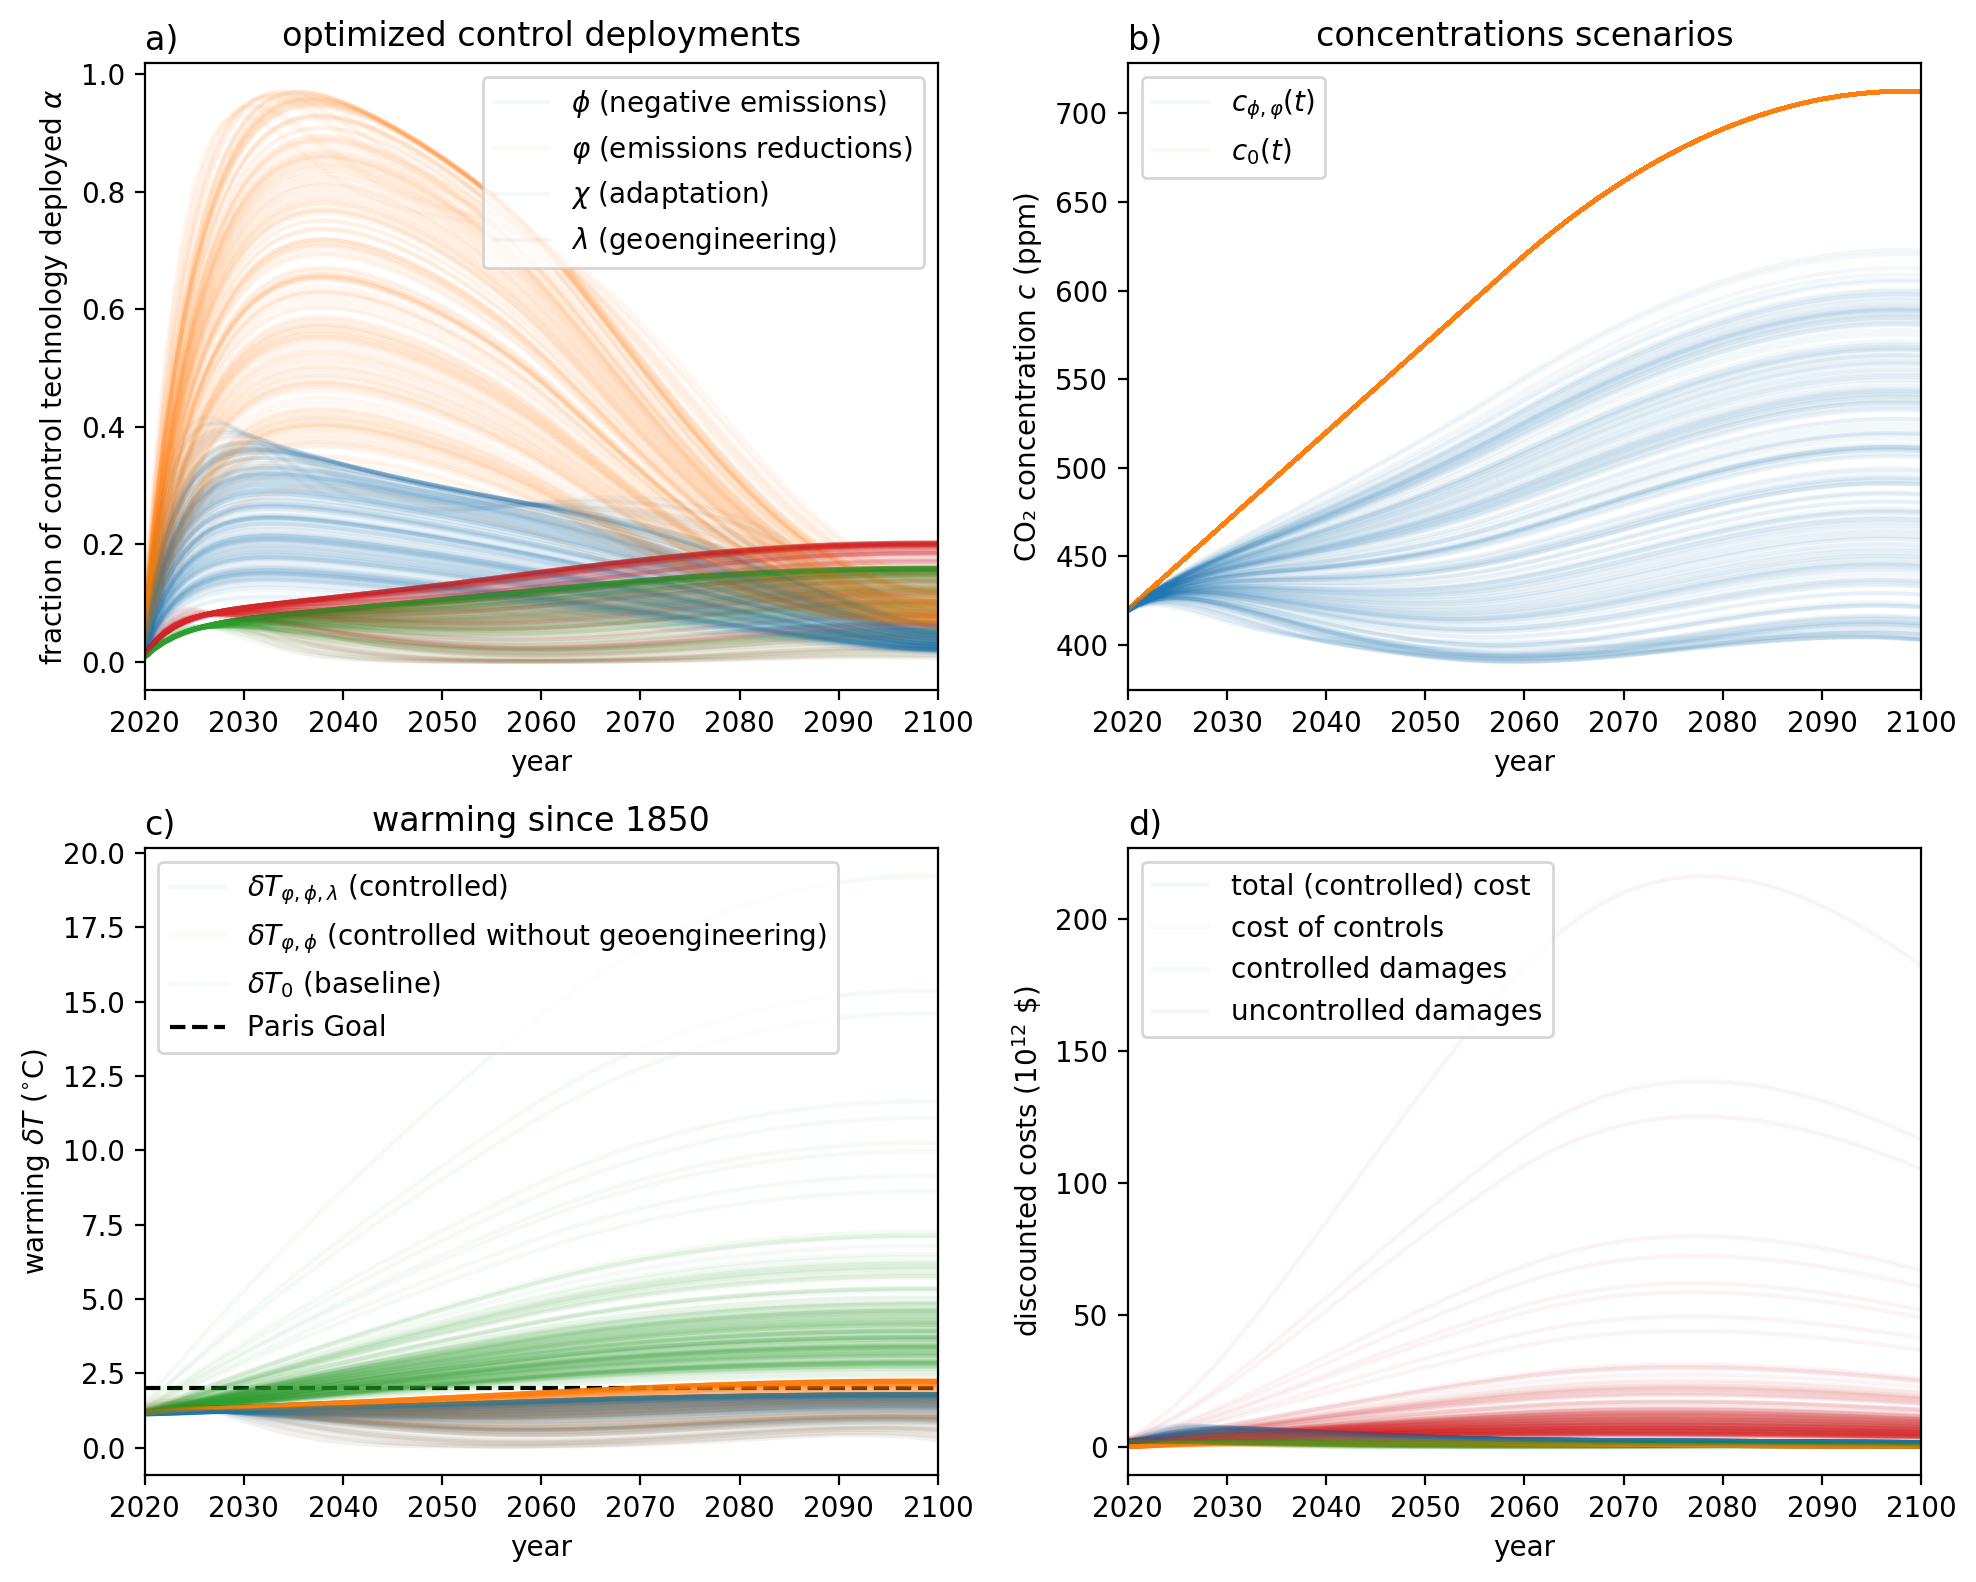 a) optimized control deployments
fraction of control technology deployed α
1.0
0.8
0.6
0.4
0.2
0.0
ϕ (negative emissions)
φ (emissions reductions)
χ (adaptation)
λ (geoengineering)
2020 2030 2040 2050 2060 2070 2080 2090 2100
year
b) concentrations scenarios
CO₂ concentration c (ppm)
700
650
600
550
500
450
400
cϕ, φ(t)
c₀(t)
2020 2030 2040 2050 2060 2070 2080 2090 2100
year
c) warming since 1850
warming δT (°C)
20.0
17.5
15.0
12.5
10.0
7.5
5.0
2.5
0.0
δTφ, ϕ, λ (controlled)
δTφ, ϕ (controlled without geoengineering)
δT₀ (baseline)
Paris Goal
2020 2030 2040 2050 2060 2070 2080 2090 2100
year
d)
discounted costs (10¹² $)
200
150
100
50
0
total (controlled) cost
cost of controls
controlled damages
uncontrolled damages
2020 2030 2040 2050 2060 2070 2080 2090 2100
year